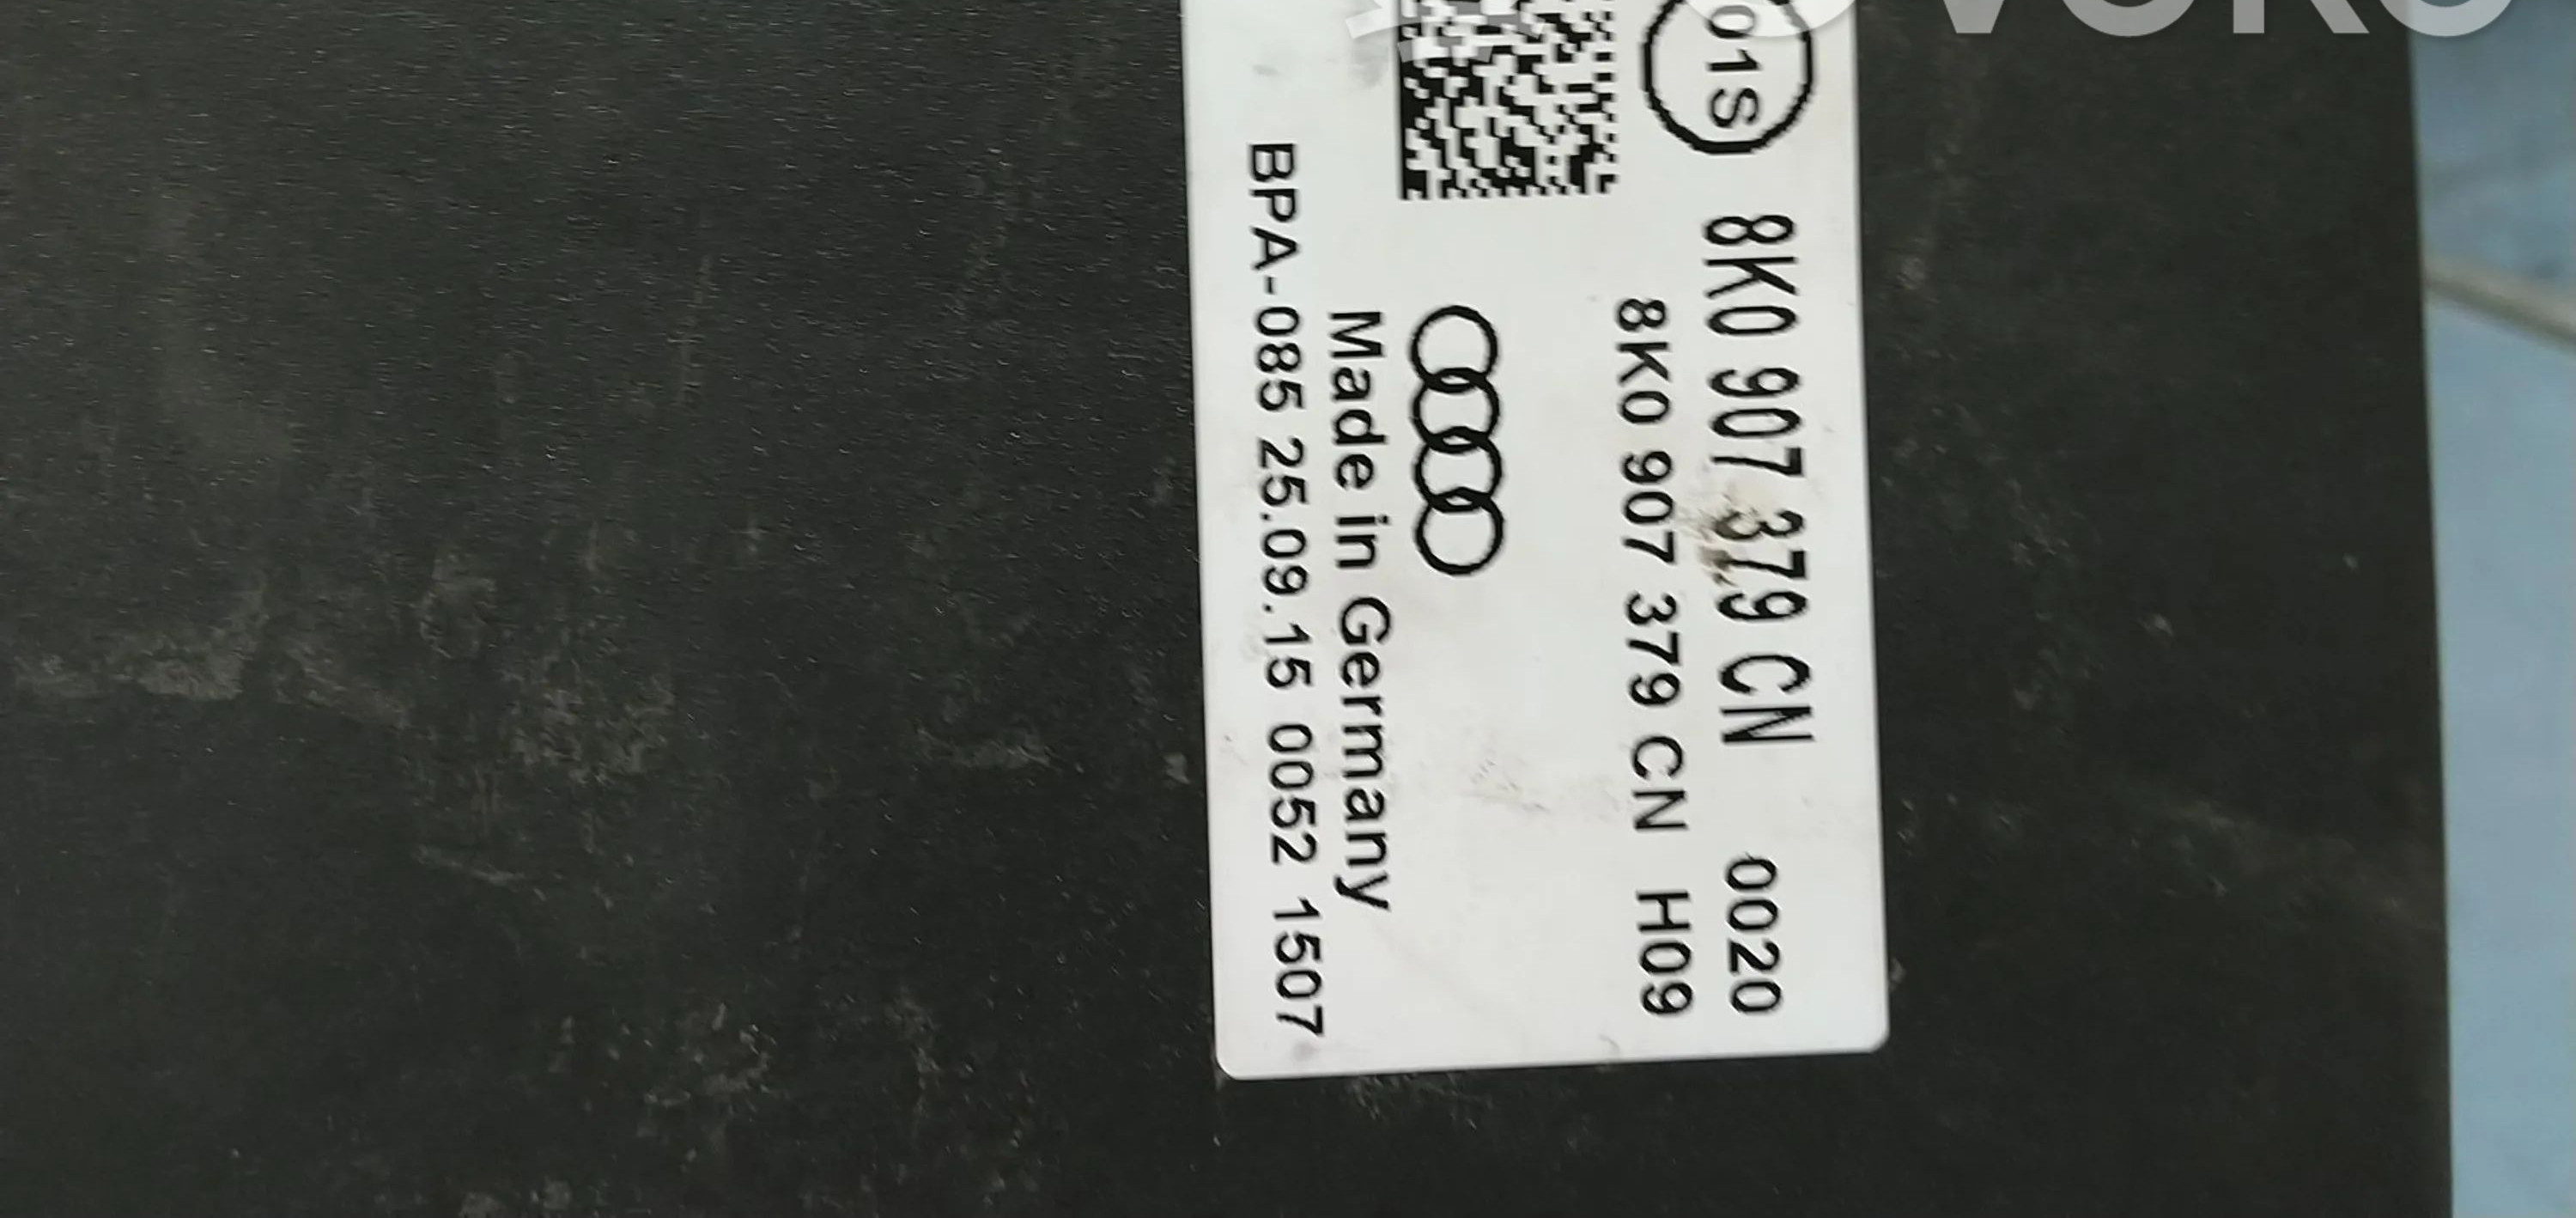 01S
8K0 907 379 CN 0020
8K0 907 379 CN H09
Made in Germany
BPA-085 25.09.15 0052 1507